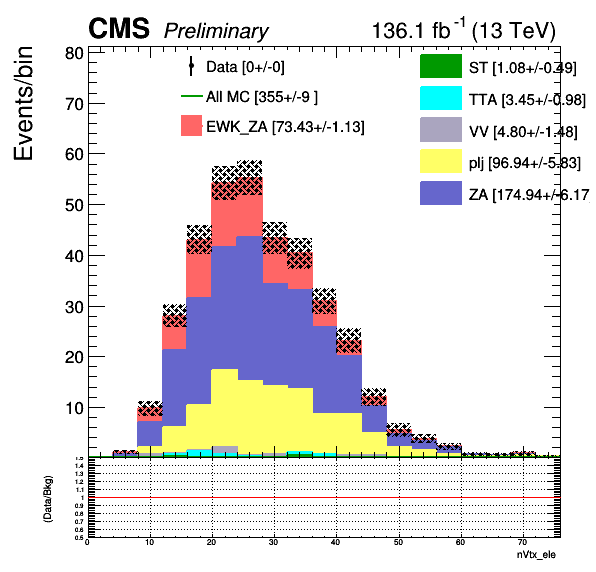 CMS Preliminary 136.1 fb⁻¹ (13 TeV)
Events/bin
80
70
60
50
40
30
20
10
Data [0+/-0]
All MC [355+/-9 ]
EWK_ZA [73.43+/-1.13]
ST [1.08+/-0.49]
TTA [3.45+/-0.98]
VV [4.80+/-1.48]
plj [96.94+/-5.83]
ZA [174.94+/-6.17
(Data/Bkg)
1.5
1.4
1.3
1.2
1.1
1
0.9
0.8
0.7
0.6
0.5
0 10 20 30 40 50 60 70
nVtx_ele